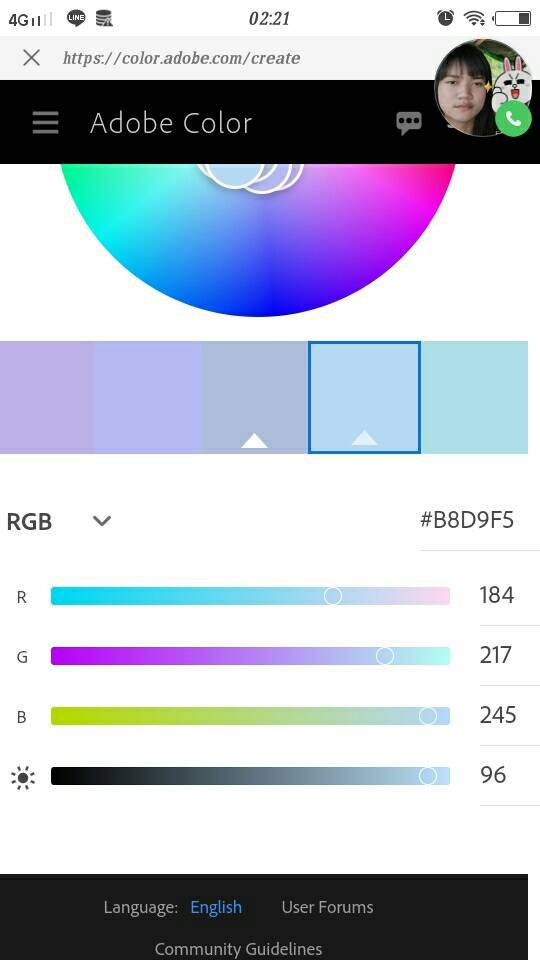 4G LINE 02:21
https://color.adobe.com/create
Adobe Color
RGB #B8D9F5
R 184
G 217
B 245
96
Language: English User Forums
Community Guidelines